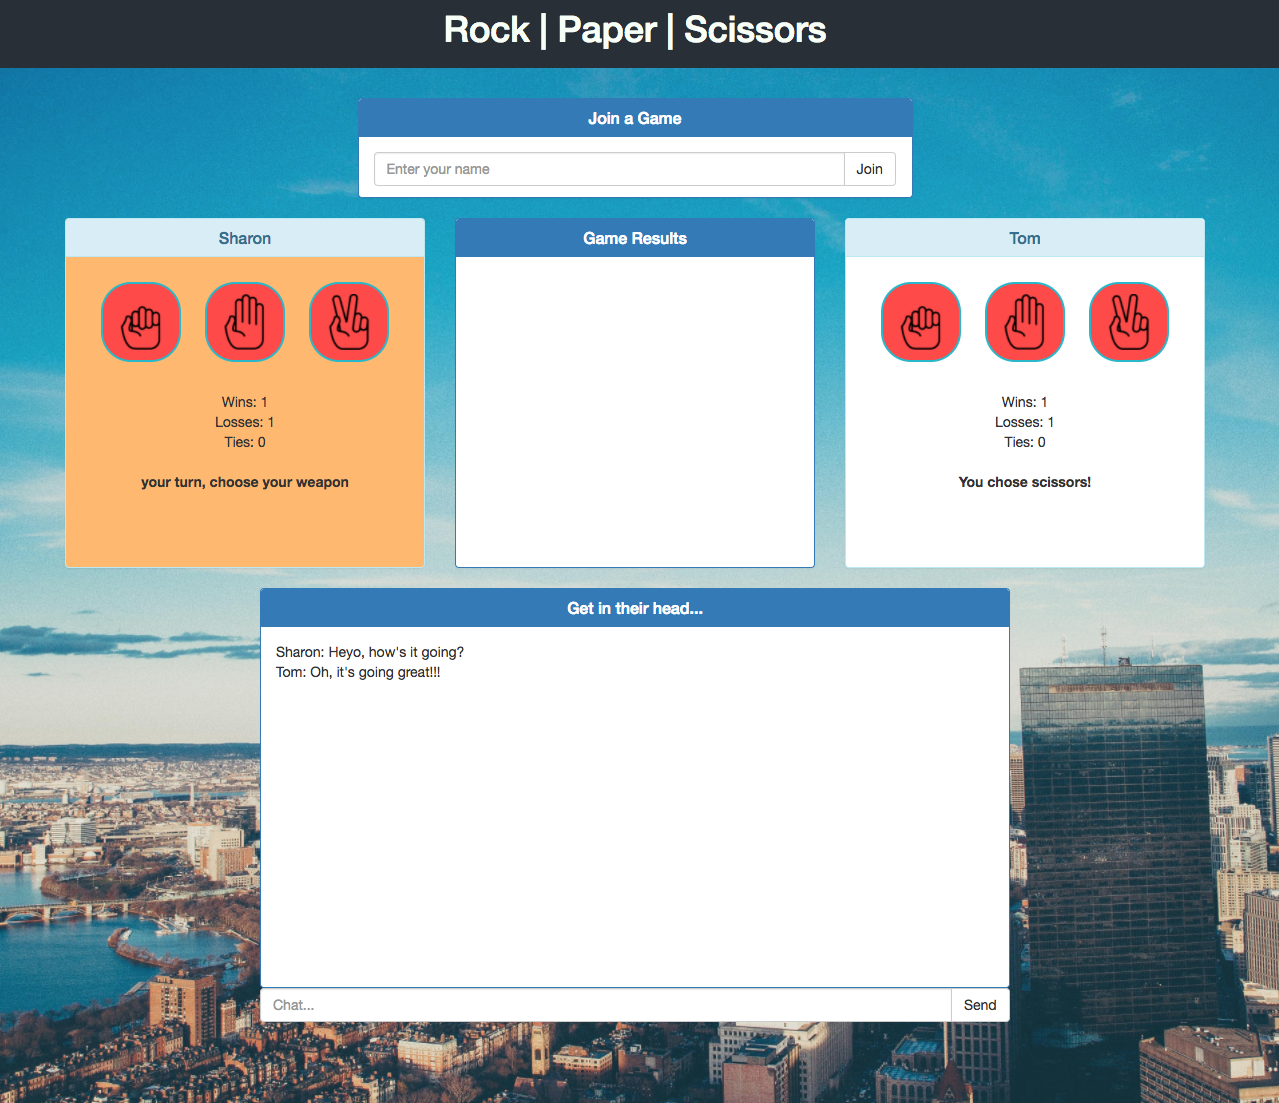 Rock | Paper | Scissors
Join a Game
Enter your name
Join
Sharon
Wins: 1
Losses: 1
Ties: 0
your turn, choose your weapon
Game Results
Tom
Wins: 1
Losses: 1
Ties: 0
You chose scissors!
Get in their head...
Sharon: Heyo, how's it going?
Tom: Oh, it's going great!!!
Chat...
Send